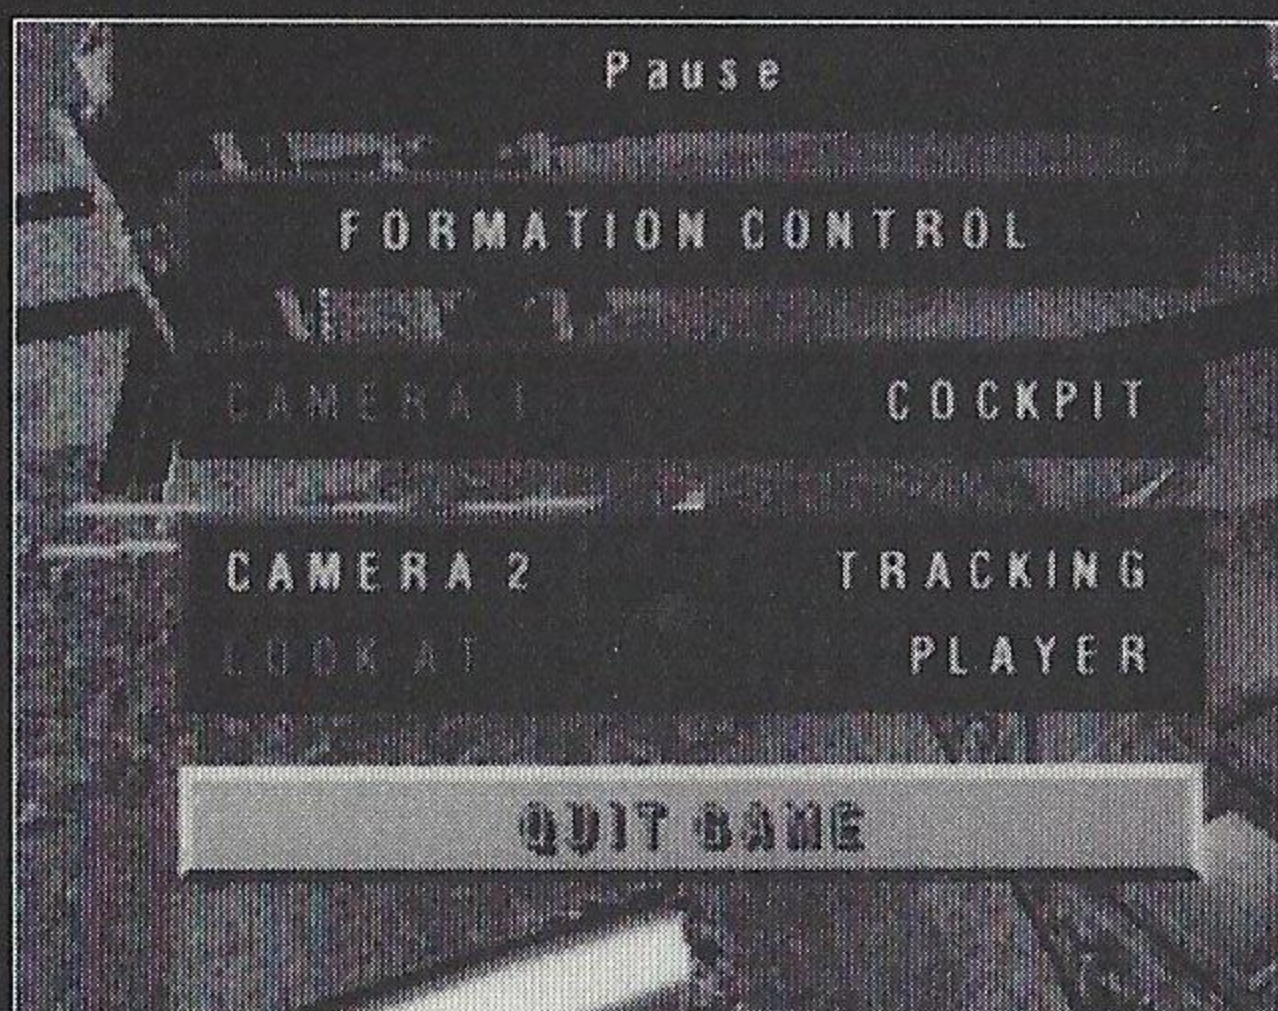 Pause
FORMATION CONTROL
CAMERA 1 COCKPIT
CAMERA 2 TRACKING
LOOK AT PLAYER
QUIT GAME